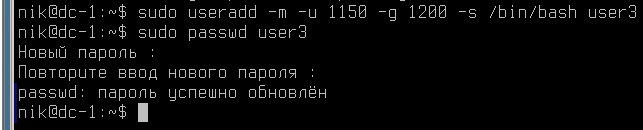 nik@dc-1:~$ sudo useradd -m -u 1150 -g 1200 -s /bin/bash user3
nik@dc-1:~$ sudo passwd user3
Новый пароль :
Повторите ввод нового пароля :
passwd: пароль успешно обновлён
nik@dc-1:~$